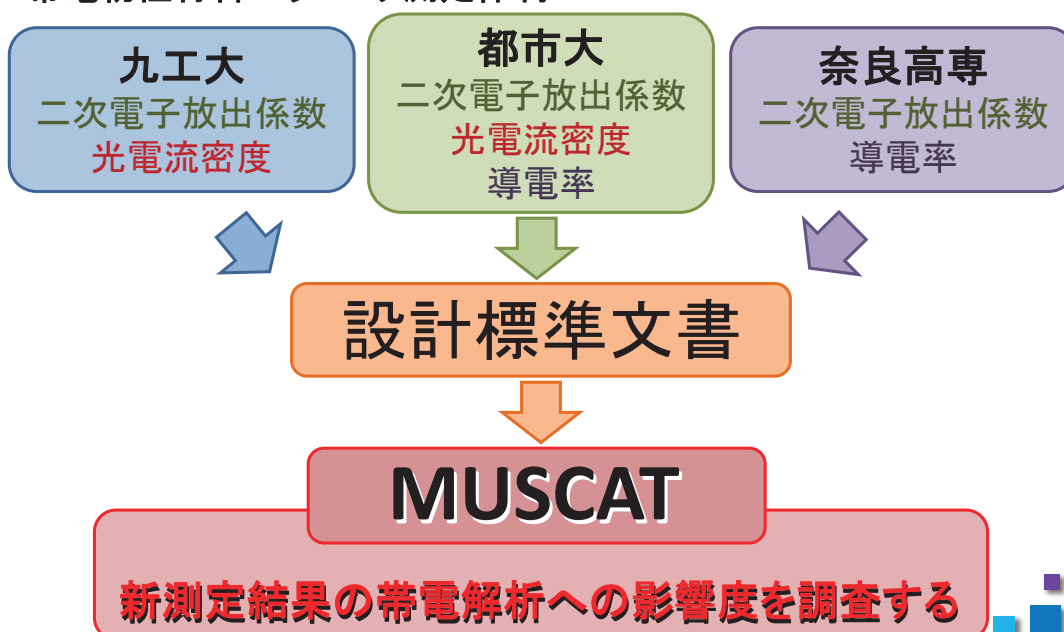 九工大
二次電子放出係数
光電流密度
都市大
二次電子放出係数
光電流密度
導電率
奈良高専
二次電子放出係数
導電率
設計標準文書
MUSCAT
新測定結果の帯電解析への影響度を調査する